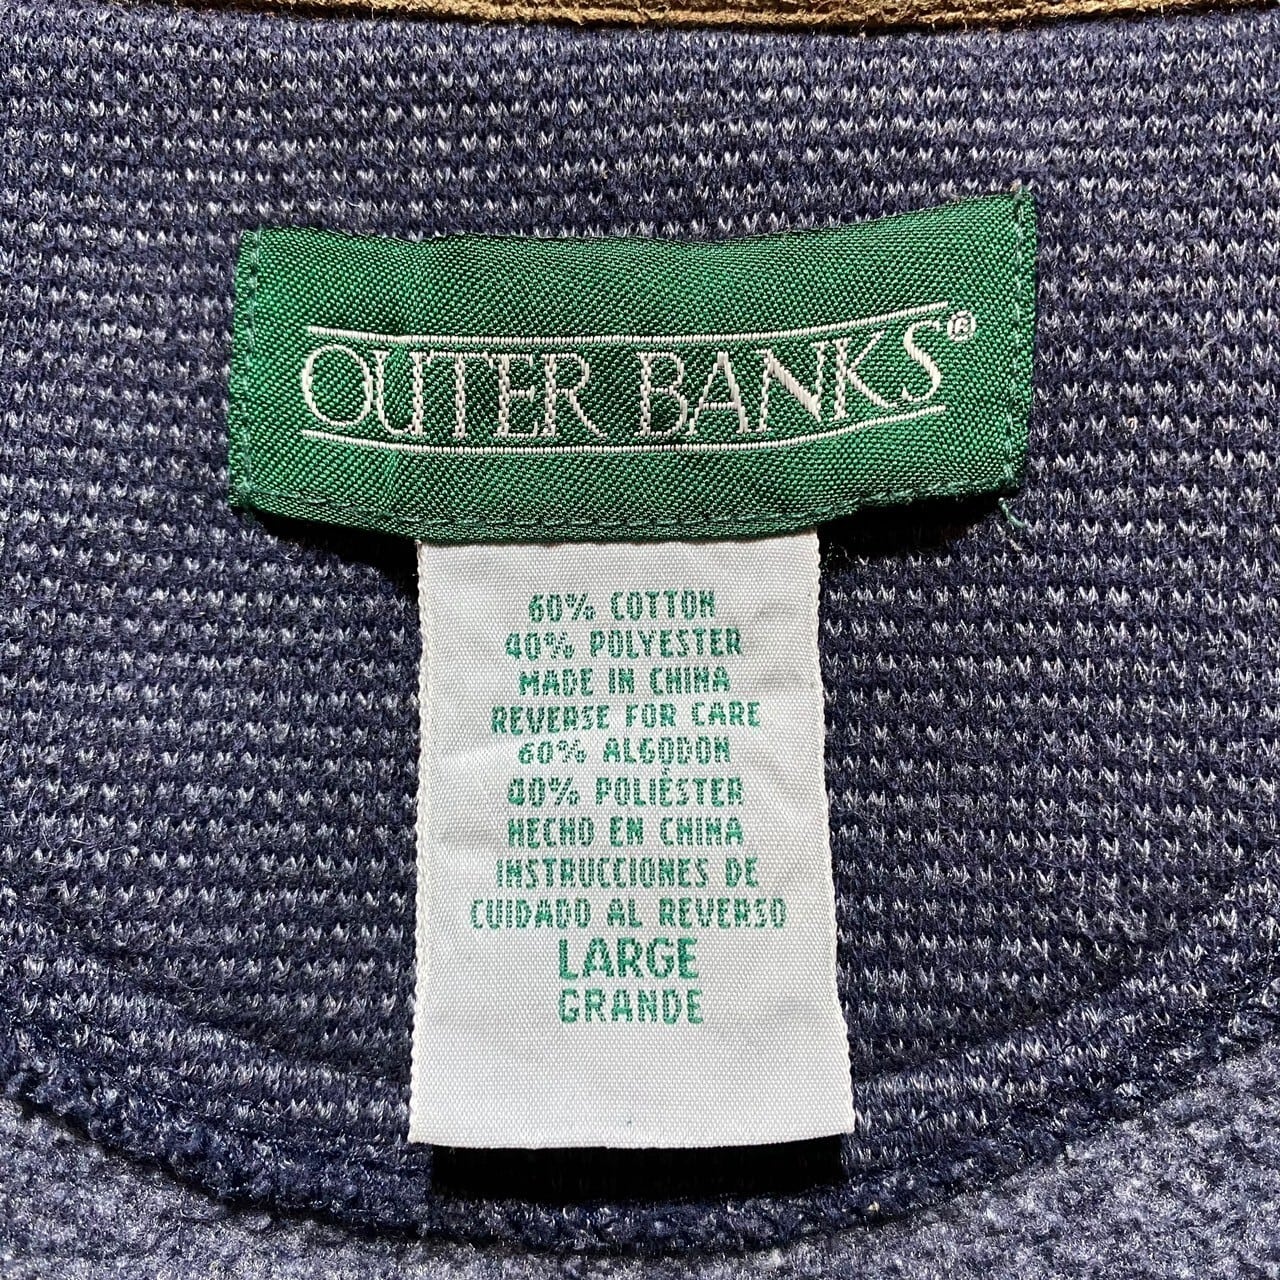 OUTER BANKS®
60% COTTON
40% POLYESTER
MADE IN CHINA
REVERSE FOR CARE
60% ALGODON
40% POLIÉSTER
HECHO EN CHINA
INSTRUCCIONES DE
CUIDADO AL REVERSO
LARGE
GRANDE